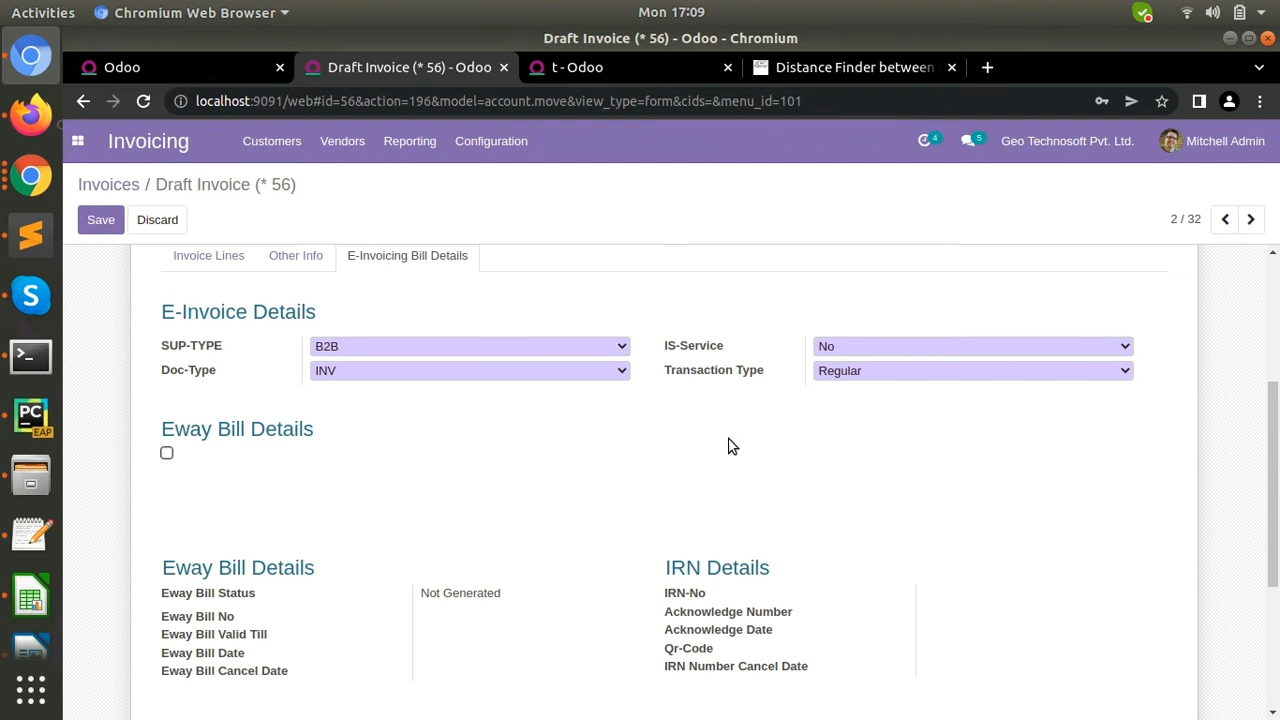 Activities Chromium Web Browser Mon 17:09
Draft Invoice (* 56) - Odoo - Chromium
Odoo Draft Invoice (* 56) - Odoo t - Odoo Distance Finder between
localhost:9091/web#id=56&action=196&model=account.move&view_type=form&cids=&menu_id=101
Invoicing Customers Vendors Reporting Configuration 4 5 Geo Technosoft Pvt. Ltd. Mitchell Admin
Invoices / Draft Invoice (* 56)
Save Discard 2 / 32
Invoice Lines Other Info E-Invoicing Bill Details
E-Invoice Details
SUP-TYPE B2B IS-Service No
Doc-Type INV Transaction Type Regular
Eway Bill Details
Eway Bill Details IRN Details
Eway Bill Status Not Generated IRN-No
Eway Bill No Acknowledge Number
Eway Bill Valid Till Acknowledge Date
Eway Bill Date Qr-Code
Eway Bill Cancel Date IRN Number Cancel Date
PC
EAP